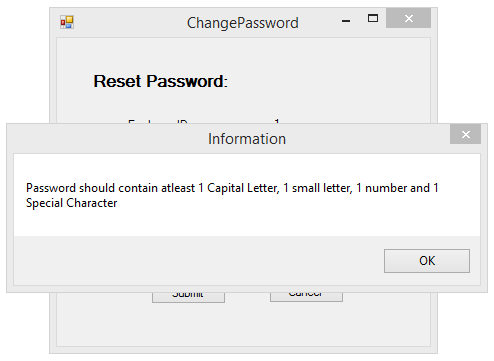 ChangePassword
Reset Password:
Information
Password should contain atleast 1 Capital Letter, 1 small letter, 1 number and 1
Special Character
OK
Submit
Cancel